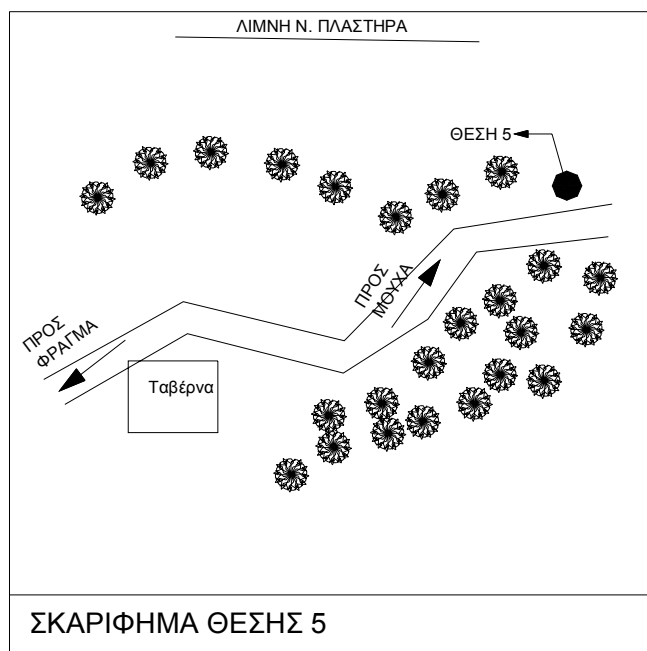 ΛΙΜΝΗ Ν. ΠΛΑΣΤΗΡΑ
ΘΕΣΗ 5
ΠΡΟΣ
ΜΟΥΧΑ
ΠΡΟΣ
ΦΡΑΓΜΑ
Ταβέρνα
ΣΚΑΡΙΦΗΜΑ ΘΕΣΗΣ 5